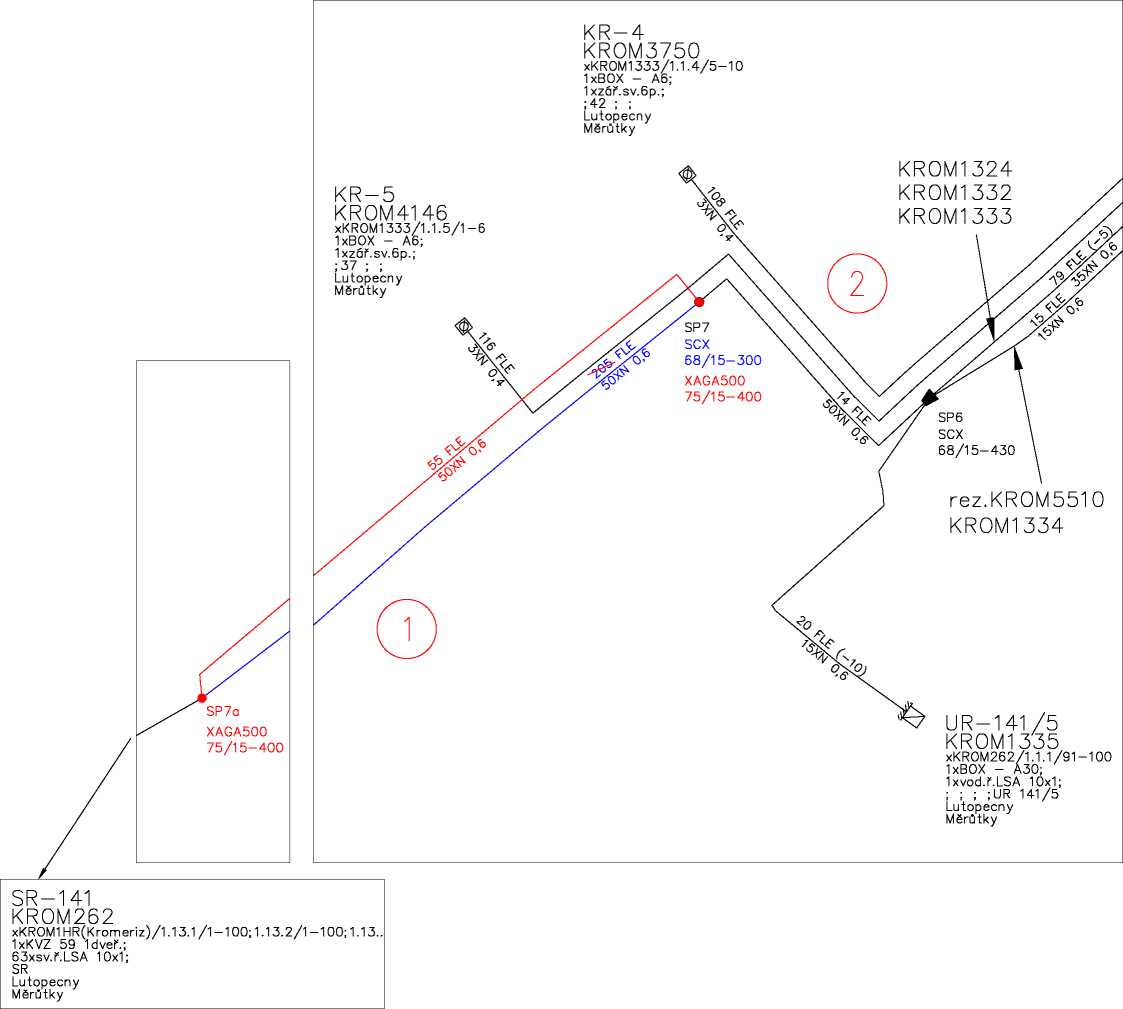 KR-4
KROM3750
xKROM1333/1.1.4/5-10
1xBOX - A6;
1xzář.sv.6p.;
;42 ; ;
Lutopecny
Měrůtky
KROM1324
KROM1332
KROM1333
KR-5
KROM4146
xKROM1333/1.1.5/1-6
1xBOX - A6;
1xzář.sv.6p.;
;37 ; ;
Lutopecny
Měrůtky
108 FLE
3XN 0,4
2
79 FLE (-5)
35XN 0,6
15 FLE
15XN 0,6
116 FLE
3XN 0,4
SP7
SCX
68/15-300
XAGA500
75/15-400
205 FLE
50XN 0,6
14 FLE
50XN 0,6
SP6
SCX
68/15-430
55 FLE
50XN 0,6
rez.KROM5510
KROM1334
1
20 FLE (-10)
15XN 0,6
SP7a
XAGA500
75/15-400
UR-141/5
KROM1335
xKROM262/1.1.1/91-100
1xBOX - A30;
1xvod.ř.LSA 10x1;
; ; ; ;UR 141/5
Lutopecny
Měrůtky
SR-141
KROM262
xKROM1HR(Kromeriz)/1.13.1/1-100;1.13.2/1-100;1.13..
1xKVZ 59 1dveř.;
63xsv.ř.LSA 10x1;
SR
Lutopecny
Měrůtky